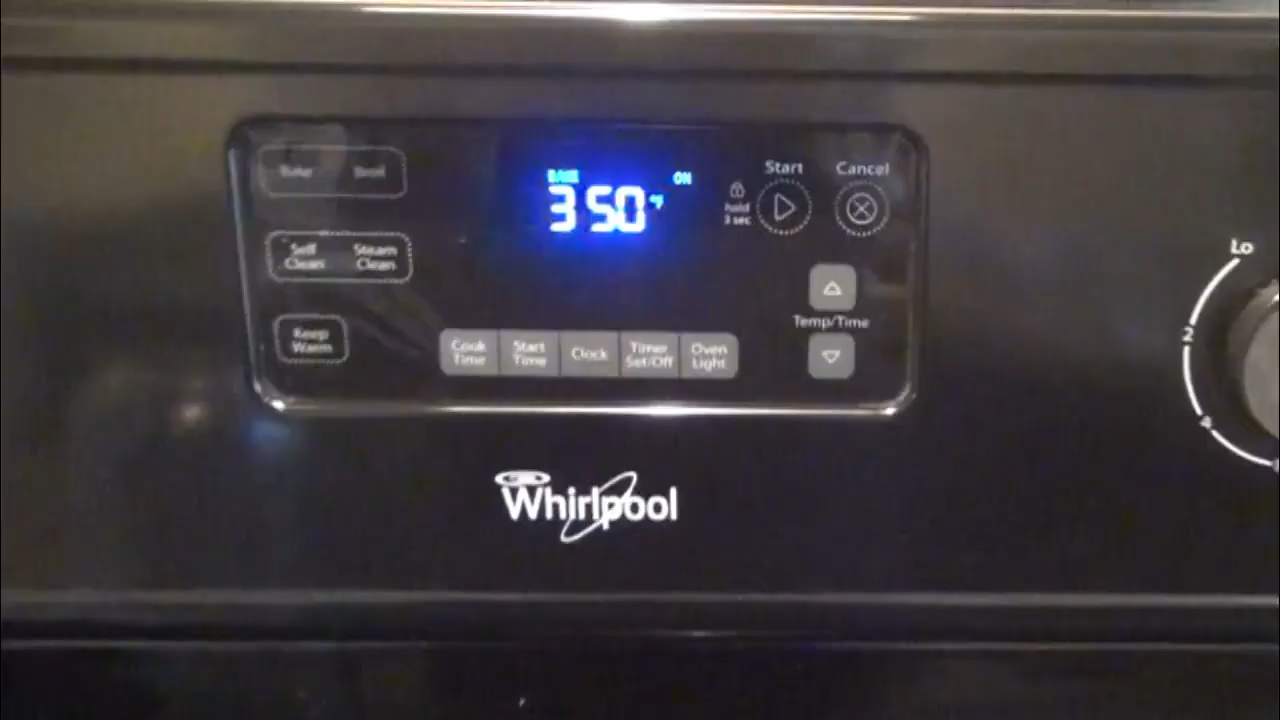 Bake Broil
BAKE ON
350°F
hold
3 sec
Start
Cancel
Self
Clean
Steam
Clean
Keep
Warm
Cook
Time
Start
Time
Clock
Timer
Set/Off
Oven
Light
Temp/Time
Lo
2
4
Whirlpool